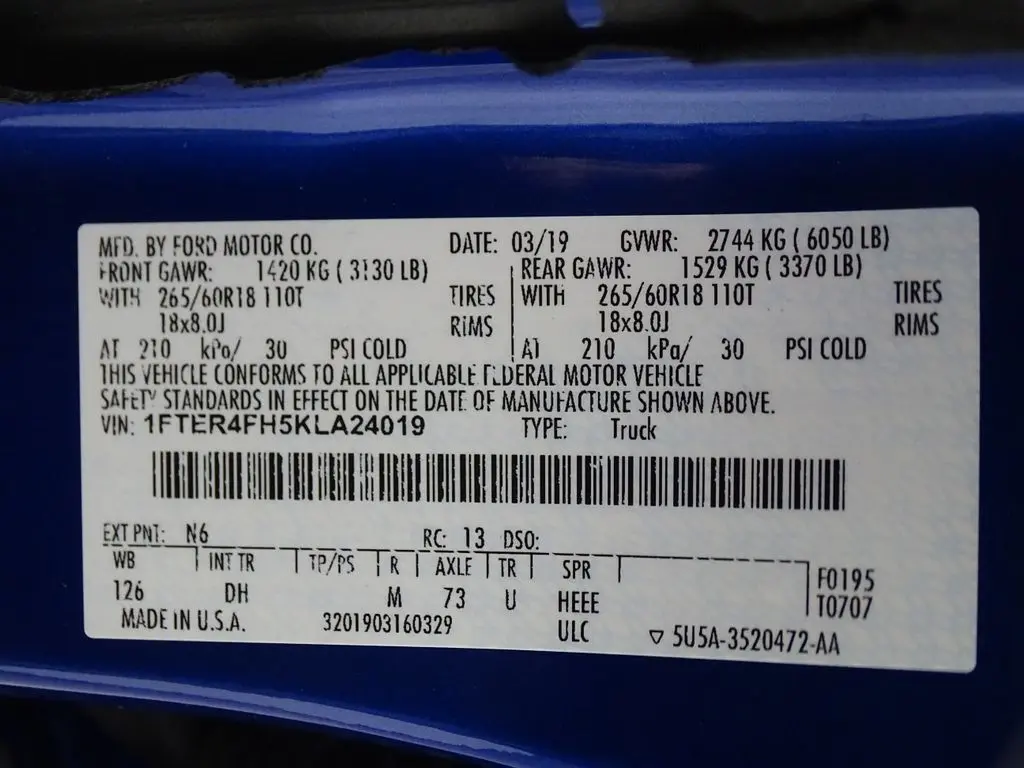 MFD. BY FORD MOTOR CO. DATE: 03/19 GVWR: 2744 KG ( 6050 LB)
FRONT GAWR: 1420 KG ( 3130 LB) REAR GAWR: 1529 KG ( 3370 LB)
WITH 265/60R18 110T TIRES WITH 265/60R18 110T TIRES
18x8.0J RIMS 18x8.0J RIMS
AT 210 kPa/ 30 PSI COLD AT 210 kPa/ 30 PSI COLD
THIS VEHICLE CONFORMS TO ALL APPLICABLE FEDERAL MOTOR VEHICLE
SAFETY STANDARDS IN EFFECT ON THE DATE OF MANUFACTURE SHOWN ABOVE.
VIN: 1FTER4FH5KLA24019 TYPE: Truck
EXT PNT: N6 RC: 13 DSO:
WB INT TR TP/PS R AXLE TR SPR F0195
126 DH M 73 U HEEE T0707
MADE IN U.S.A. 3201903160329 ULC ▽ 5U5A-3520472-AA